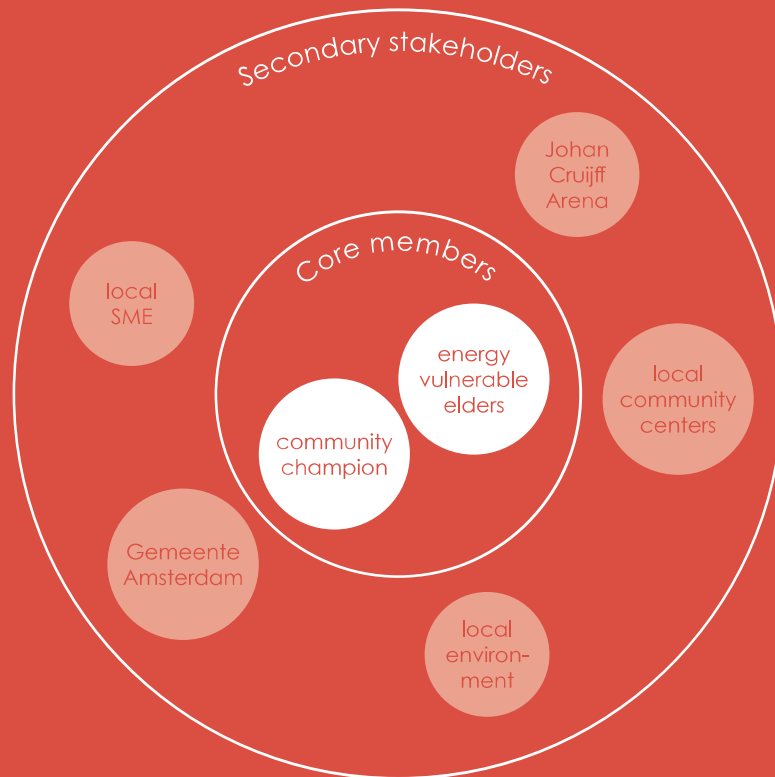 Secondary stakeholders
Johan
Cruijff
Arena
Core members
local
SME
energy
vulnerable
elders
local
community
centers
community
champion
Gemeente
Amsterdam
local
environ-
ment